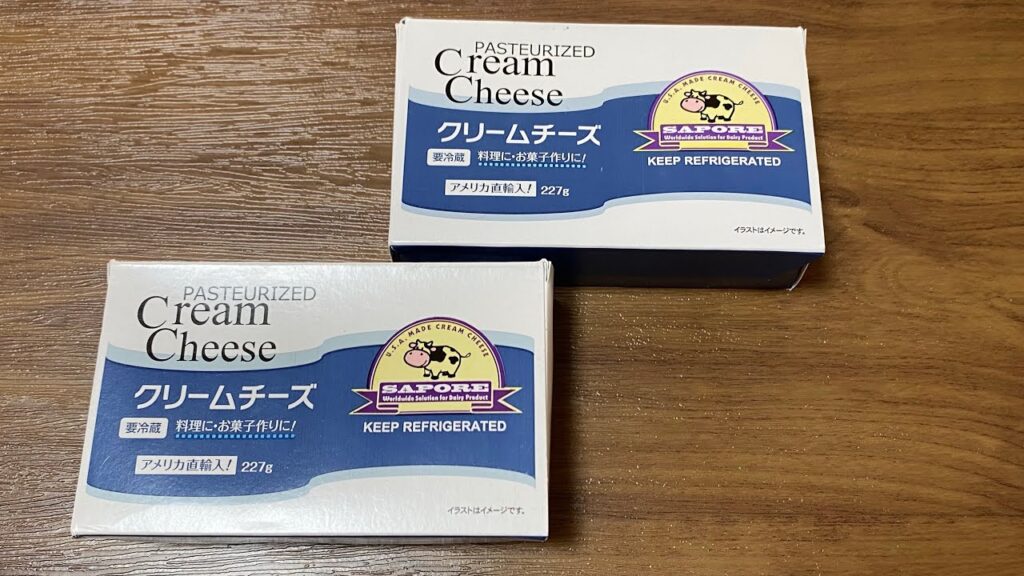 PASTEURIZED
Cream
Cheese
クリームチーズ
要冷蔵 料理に・お菓子作りに!
アメリカ直輸入! 227g
U.S.A. MADE CREAM CHEESE
SAPORE
Worldwide Solution for Dairy Product
KEEP REFRIGERATED
イラストはイメージです。
PASTEURIZED
Cream
Cheese
クリームチーズ
要冷蔵 料理に・お菓子作りに!
アメリカ直輸入! 227g
U.S.A. MADE CREAM CHEESE
SAPORE
Worldwide Solution for Dairy Product
KEEP REFRIGERATED
イラストはイメージです。